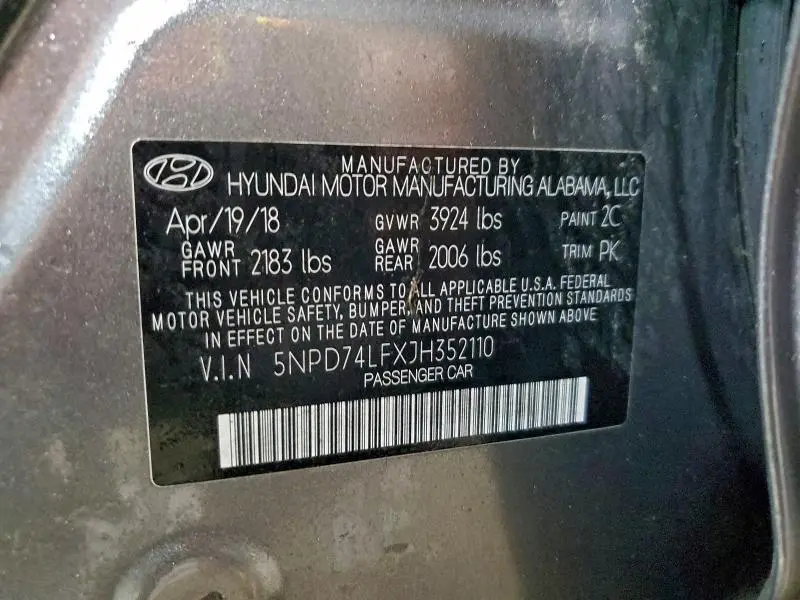 MANUFACTURED BY
HYUNDAI MOTOR MANUFACTURING ALABAMA, LLC
Apr/19/18 GVWR 3924 lbs PAINT 2C
GAWR FRONT 2183 lbs GAWR REAR 2006 lbs TRIM PK
THIS VEHICLE CONFORMS TO ALL APPLICABLE U.S.A. FEDERAL
MOTOR VEHICLE SAFETY, BUMPER, AND THEFT PREVENTION STANDARDS
IN EFFECT ON THE DATE OF MANUFACTURE SHOWN ABOVE
V.I.N 5NPD74LFXJH352110
PASSENGER CAR